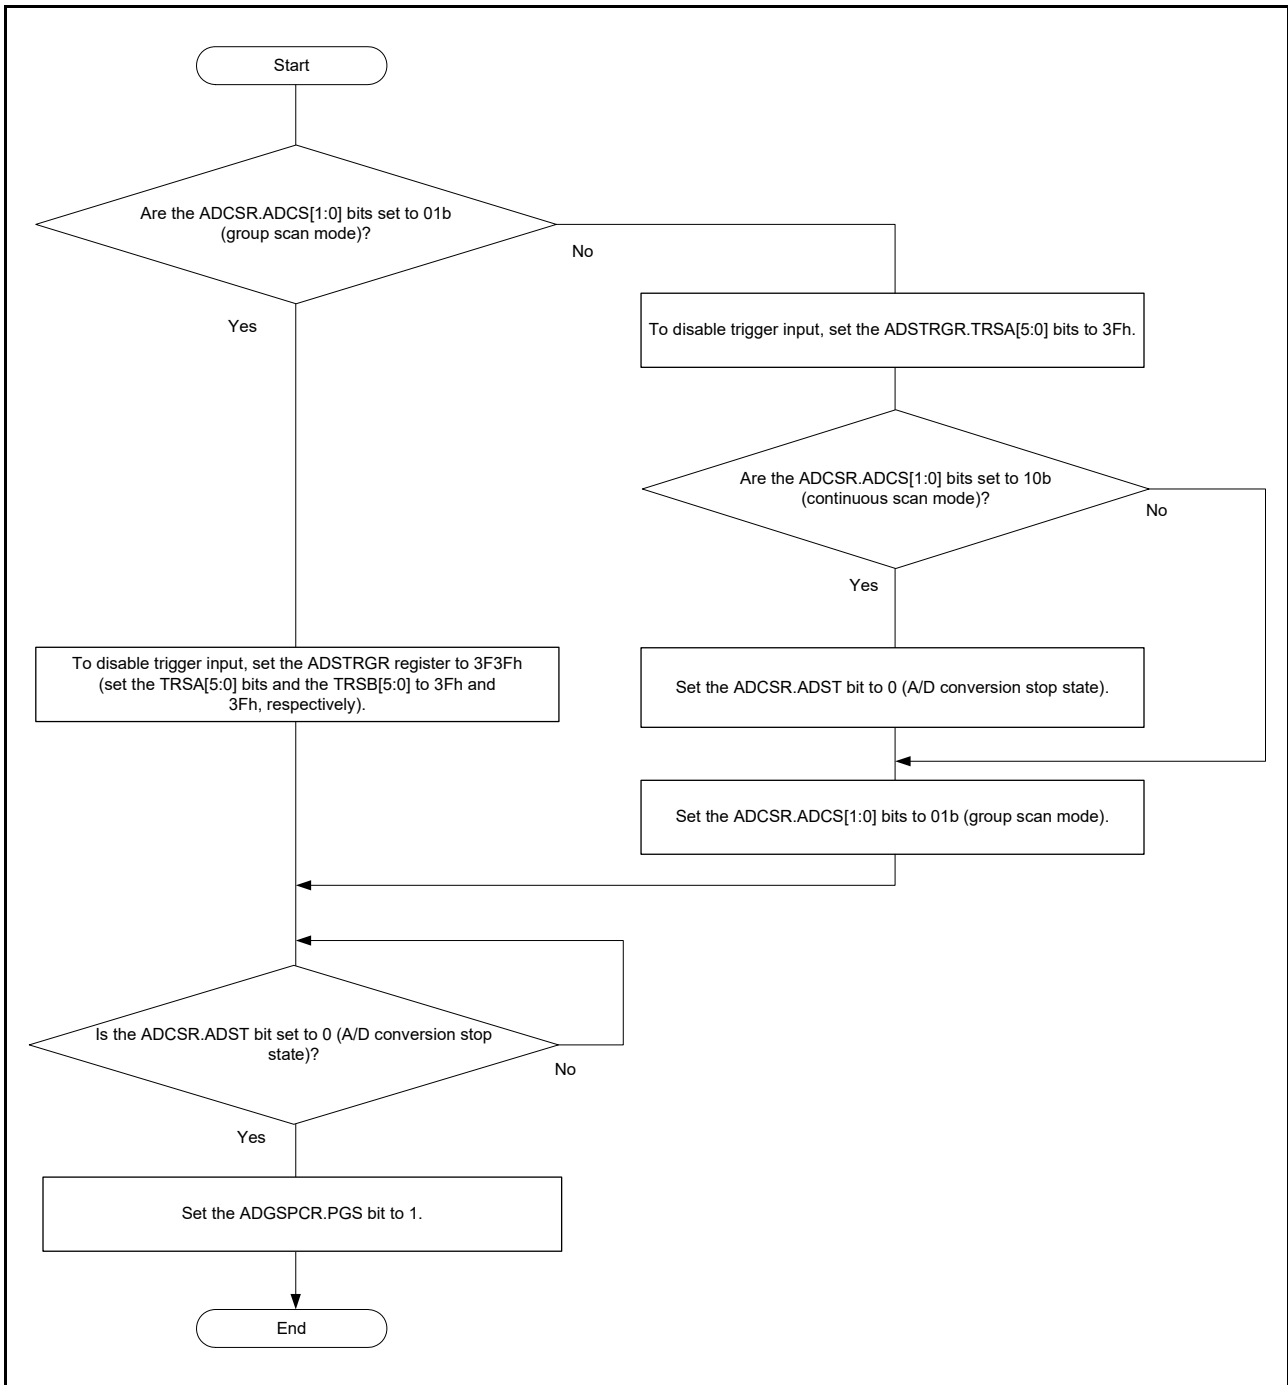 Start
Are the ADCSR.ADCS[1:0] bits set to 01b
(group scan mode)?
No
Yes
To disable trigger input, set the ADSTRGR.TRSA[5:0] bits to 3Fh.
Are the ADCSR.ADCS[1:0] bits set to 10b
(continuous scan mode)?
No
Yes
To disable trigger input, set the ADSTRGR register to 3F3Fh
(set the TRSA[5:0] bits and the TRSB[5:0] to 3Fh and
3Fh, respectively).
Set the ADCSR.ADST bit to 0 (A/D conversion stop state).
Set the ADCSR.ADCS[1:0] bits to 01b (group scan mode).
Is the ADCSR.ADST bit set to 0 (A/D conversion stop
state)?
No
Yes
Set the ADGSPCR.PGS bit to 1.
End